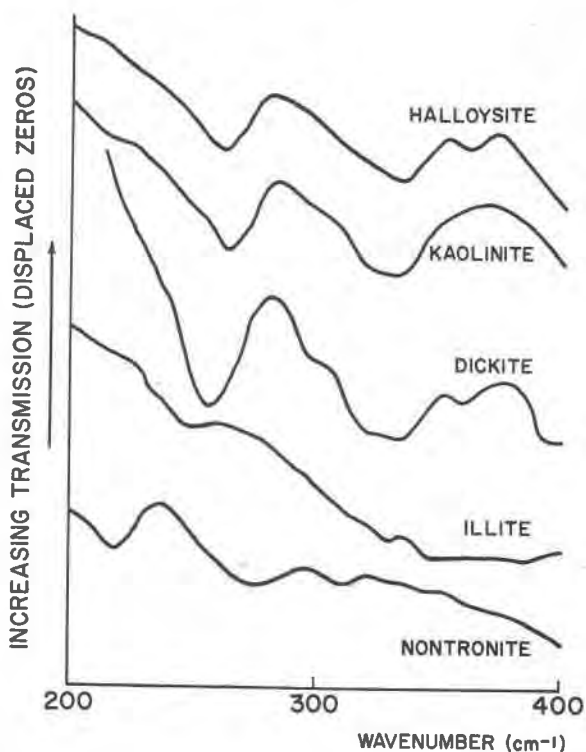 INCREASING TRANSMISSION (DISPLACED ZEROS)
HALLOYSITE
KAOLINITE
DICKITE
ILLITE
NONTRONITE
200
300
400
WAVENUMBER (cm-1)